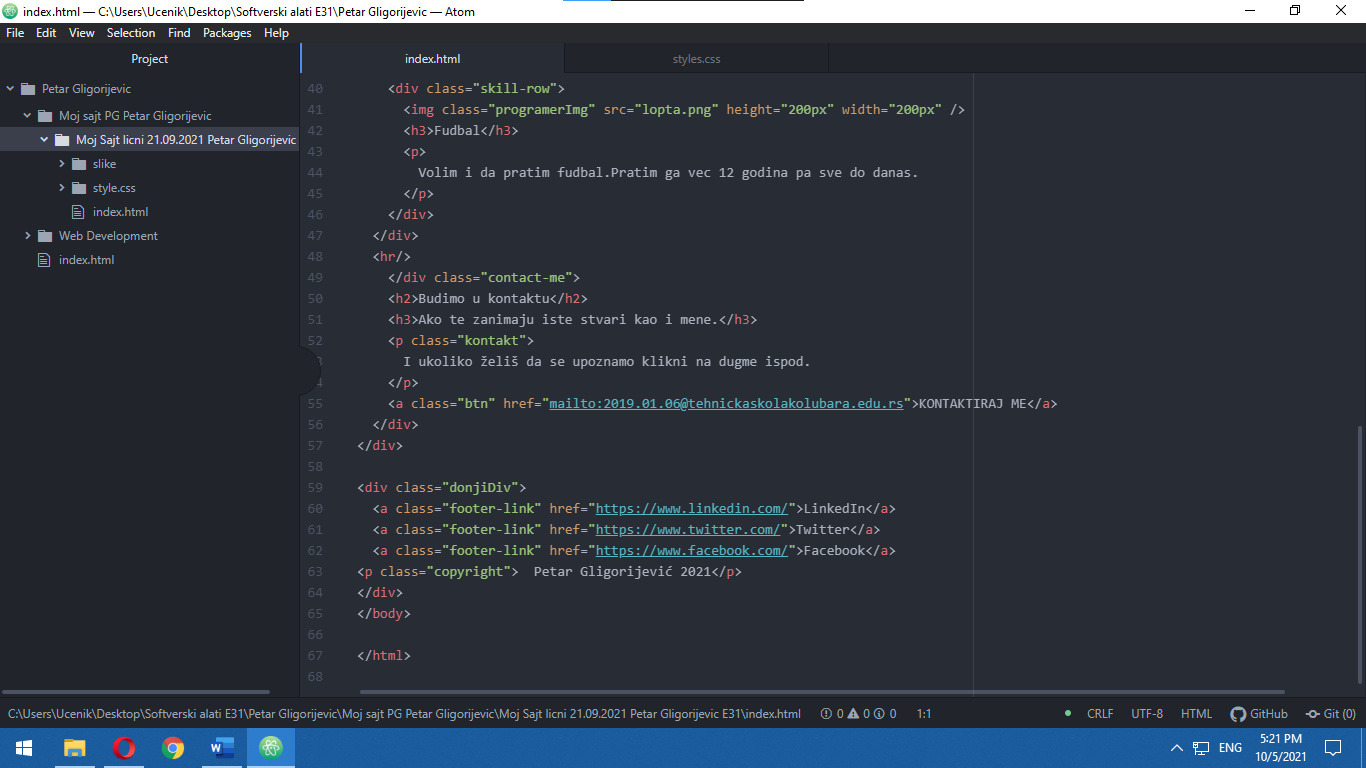 index.html — C:\Users\Ucenik\Desktop\Softverski alati E31\Petar Gligorijevic — Atom
File Edit View Selection Find Packages Help
Project
Petar Gligorijevic
Moj sajt PG Petar Gligorijevic
Moj Sajt licni 21.09.2021 Petar Gligorijevic
slike
style.css
index.html
Web Development
index.html
index.html styles.css
40 <div class="skill-row">
41 <img class="programerImg" src="lopta.png" height="200px" width="200px" />
42 <h3>Fudbal</h3>
43 <p>
44 Volim i da pratim fudbal.Pratim ga vec 12 godina pa sve do danas.
45 </p>
46 </div>
47 </div>
48 <hr/>
49 </div class="contact-me">
50 <h2>Budimo u kontaktu</h2>
51 <h3>Ako te zanimaju iste stvari kao i mene.</h3>
52 <p class="kontakt">
3 I ukoliko želiš da se upoznamo klikni na dugme ispod.
4 </p>
55 <a class="btn" href="mailto:2019.01.06@tehnickaskolakolubara.edu.rs">KONTAKTIRAJ ME</a>
56 </div>
57 </div>
58
59 <div class="donjiDiv">
60 <a class="footer-link" href="https://www.linkedin.com/">LinkedIn</a>
61 <a class="footer-link" href="https://www.twitter.com/">Twitter</a>
62 <a class="footer-link" href="https://www.facebook.com/">Facebook</a>
63 <p class="copyright">  Petar Gligorijević 2021</p>
64 </div>
65 </body>
66
67 </html>
68
C:\Users\Ucenik\Desktop\Softverski alati E31\Petar Gligorijevic\Moj sajt PG Petar Gligorijevic\Moj Sajt licni 21.09.2021 Petar Gligorijevic E31\index.html 0 0 0 1:1 CRLF UTF-8 HTML GitHub Git (0)
ENG
5:21 PM
10/5/2021